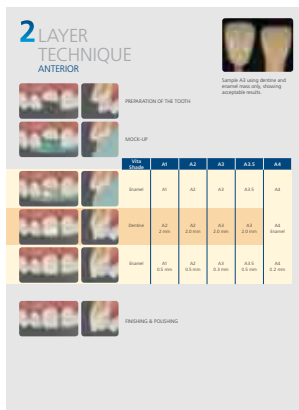 2 LAYER
TECHNIQUE
ANTERIOR
Sample A3 using dentine and
enamel mass only, showing
acceptable results.
PREPARATION OF THE TOOTH
MOCK-UP
Vita
Shade A1 A2 A3 A3.5 A4
Enamel A1 A2 A3 A3.5 A4
Dentine A2 A2 A3 A3 A4
2 mm 2.0 mm 2.0 mm 2.0 mm Enamel
Enamel A1 A2 A3 A3.5 A4
0.5 mm 0.5 mm 0.3 mm 0.5 mm 0.2 mm
FINISHING & POLISHING